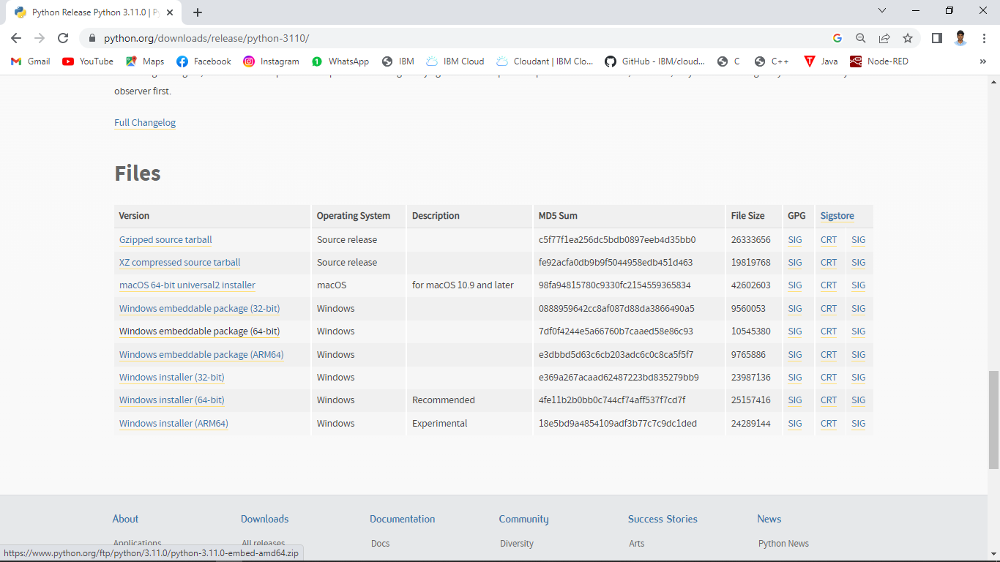 Python Release Python 3.11.0 | P
python.org/downloads/release/python-3110/
Gmail YouTube Maps Facebook Instagram WhatsApp IBM IBM Cloud Cloudant | IBM Clo... GitHub - IBM/cloud... C C++ Java Node-RED »
observer first.
Full Changelog
Files
Version Operating System Description MD5 Sum File Size GPG Sigstore
Gzipped source tarball Source release c5f77f1ea256dc5bdb0897eeb4d35bb0 26333656 SIG CRT SIG
XZ compressed source tarball Source release fe92acfa0db9b9f5044958edb451d463 19819768 SIG CRT SIG
macOS 64-bit universal2 installer macOS for macOS 10.9 and later 98fa94815780c9330fc2154559365834 42602603 SIG CRT SIG
Windows embeddable package (32-bit) Windows 0888959642cc8af087d88da3866490a5 9560053 SIG CRT SIG
Windows embeddable package (64-bit) Windows 7df0f4244e5a66760b7caaed58e86c93 10545380 SIG CRT SIG
Windows embeddable package (ARM64) Windows e3dbbd5d63c6cb203adc6c0c8ca5f5f7 9765886 SIG CRT SIG
Windows installer (32-bit) Windows e369a267acaad62487223bd835279bb9 23987136 SIG CRT SIG
Windows installer (64-bit) Windows Recommended 4fe11b2b0bb0c744cf74aff537f7cd7f 25157416 SIG CRT SIG
Windows installer (ARM64) Windows Experimental 18e5bd9a4854109adf3b77c7c9dc1ded 24289144 SIG CRT SIG
About Downloads Documentation Community Success Stories News
Applications All releases Docs Diversity Arts Python News
https://www.python.org/ftp/python/3.11.0/python-3.11.0-embed-amd64.zip